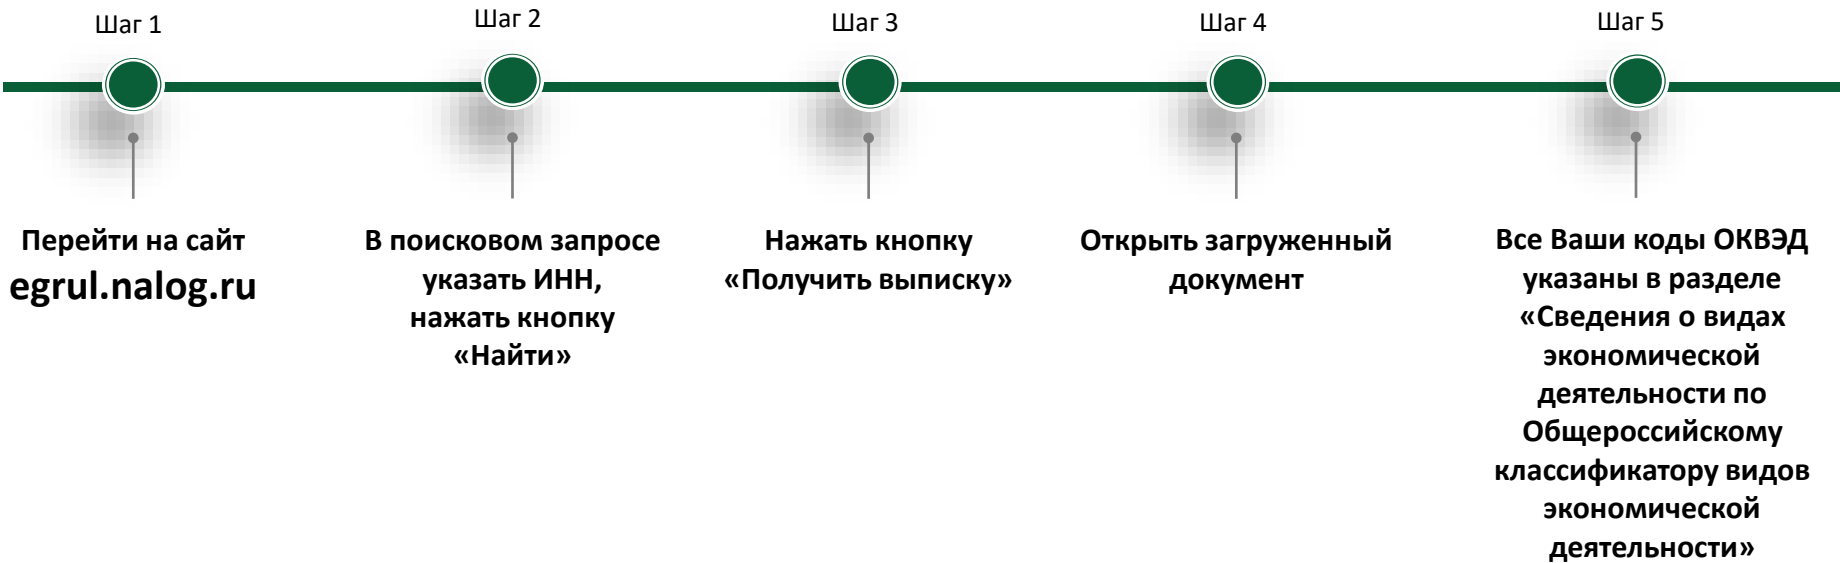 Шаг 1
Перейти на сайт
egrul.nalog.ru
Шаг 2
В поисковом запросе
указать ИНН,
нажать кнопку
«Найти»
Шаг 3
Нажать кнопку
«Получить выписку»
Шаг 4
Открыть загруженный
документ
Шаг 5
Все Ваши коды ОКВЭД
указаны в разделе
«Сведения о видах
экономической
деятельности по
Общероссийскому
классификатору видов
экономической
деятельности»